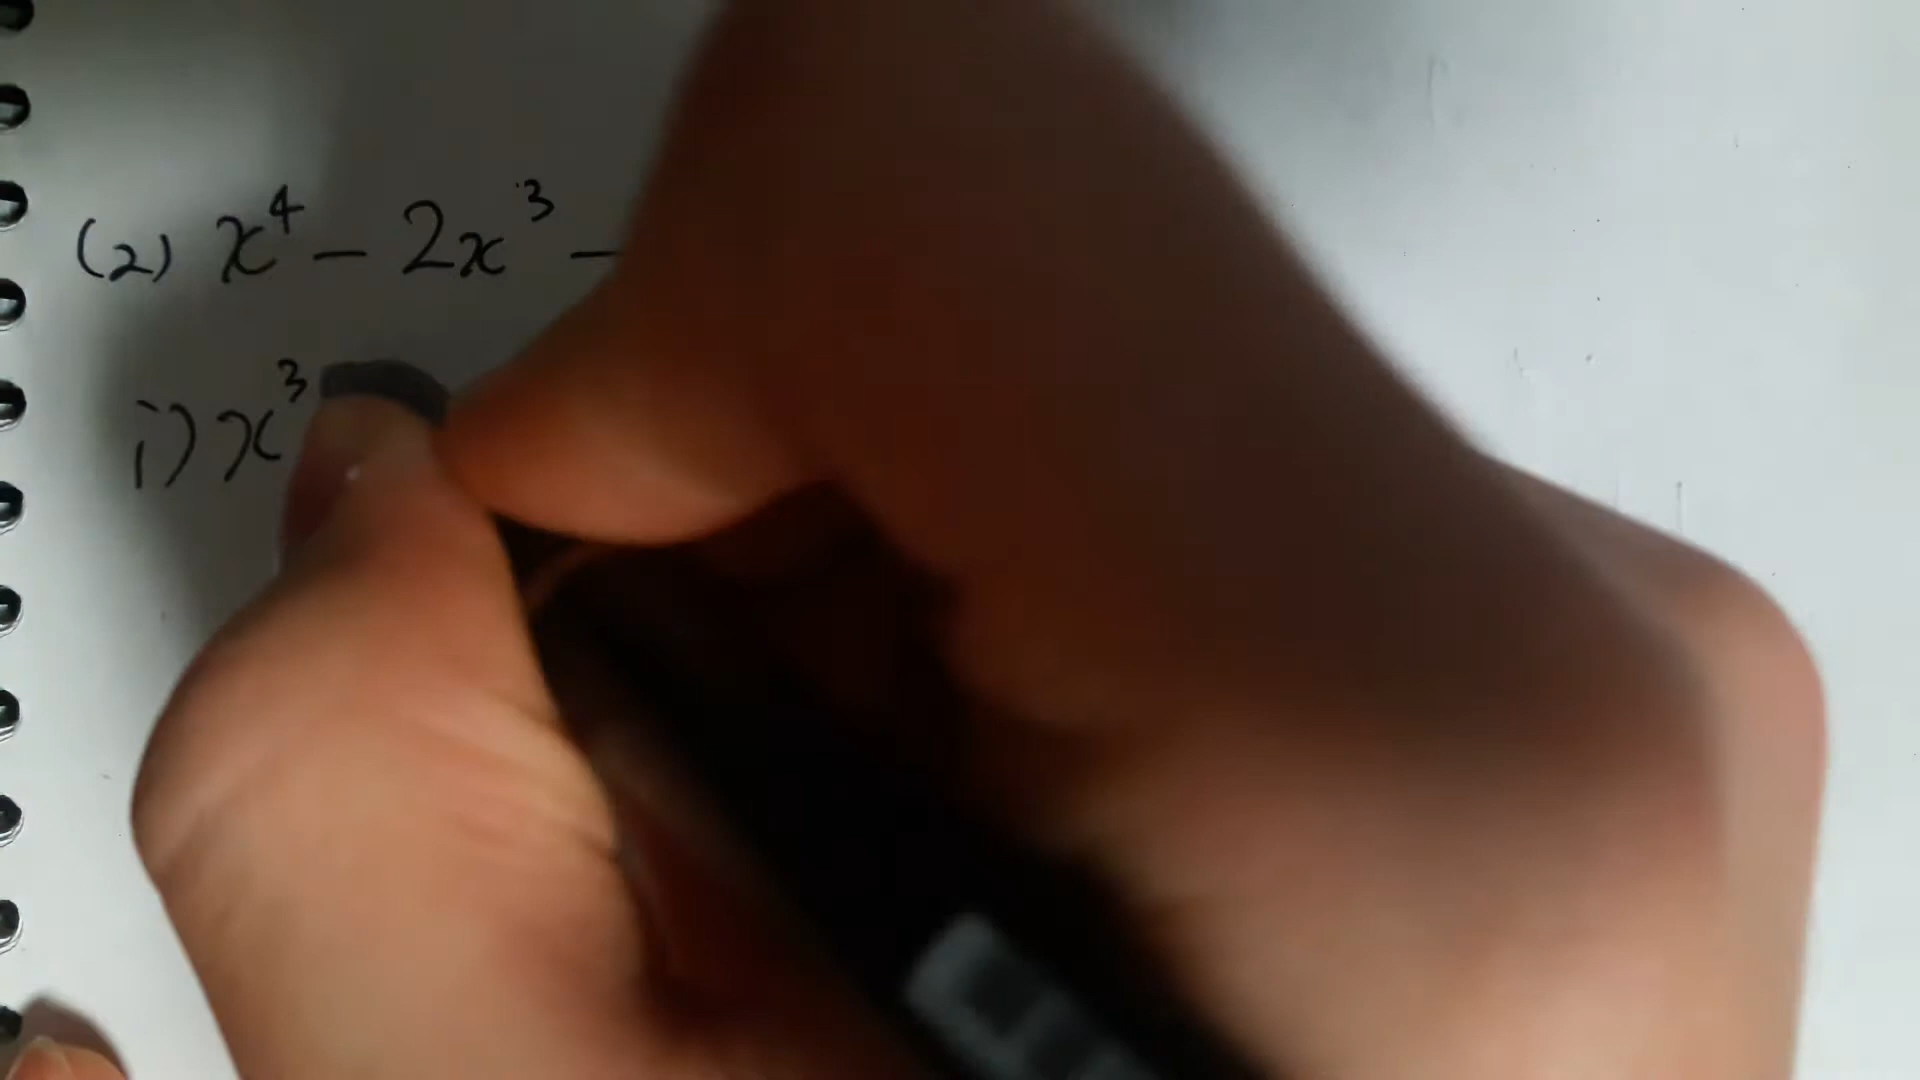 (2) x⁴ - 2x³ -
i) x³